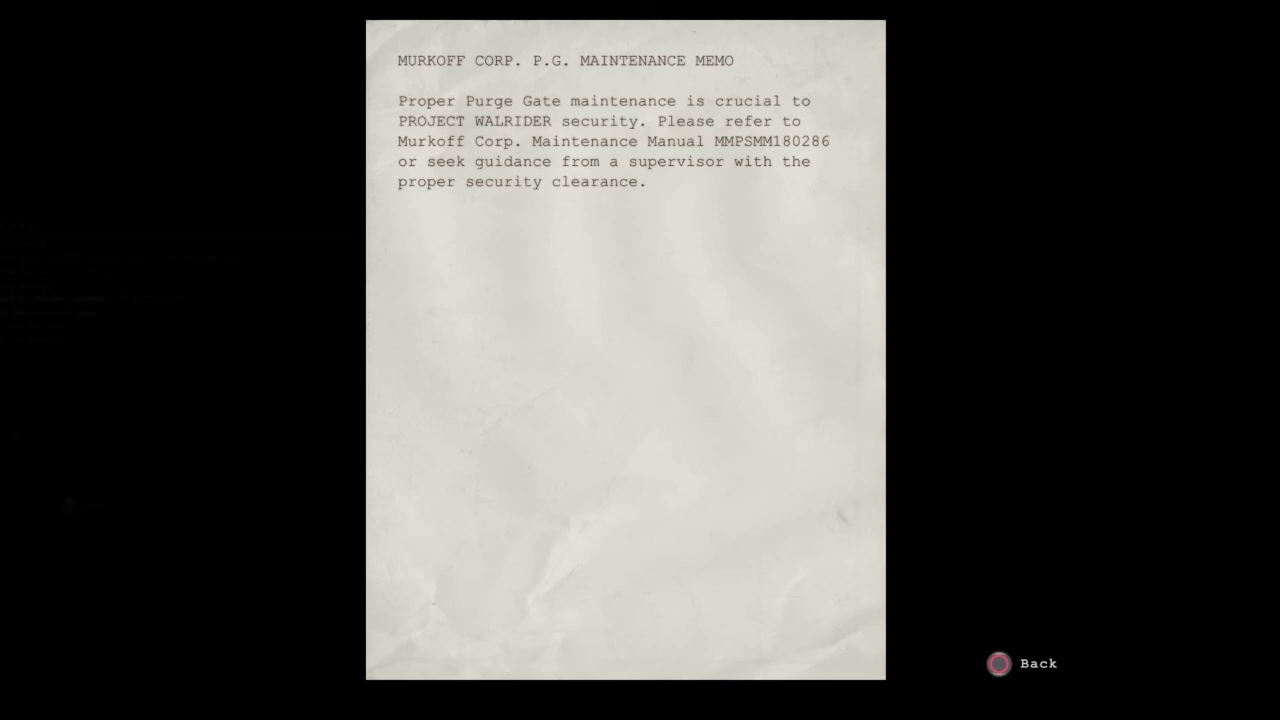 MURKOFF CORP. P.G. MAINTENANCE MEMO
Proper Purge Gate maintenance is crucial to
PROJECT WALRIDER security. Please refer to
Murkoff Corp. Maintenance Manual MMPSMM180286
or seek guidance from a supervisor with the
proper security clearance.
Back